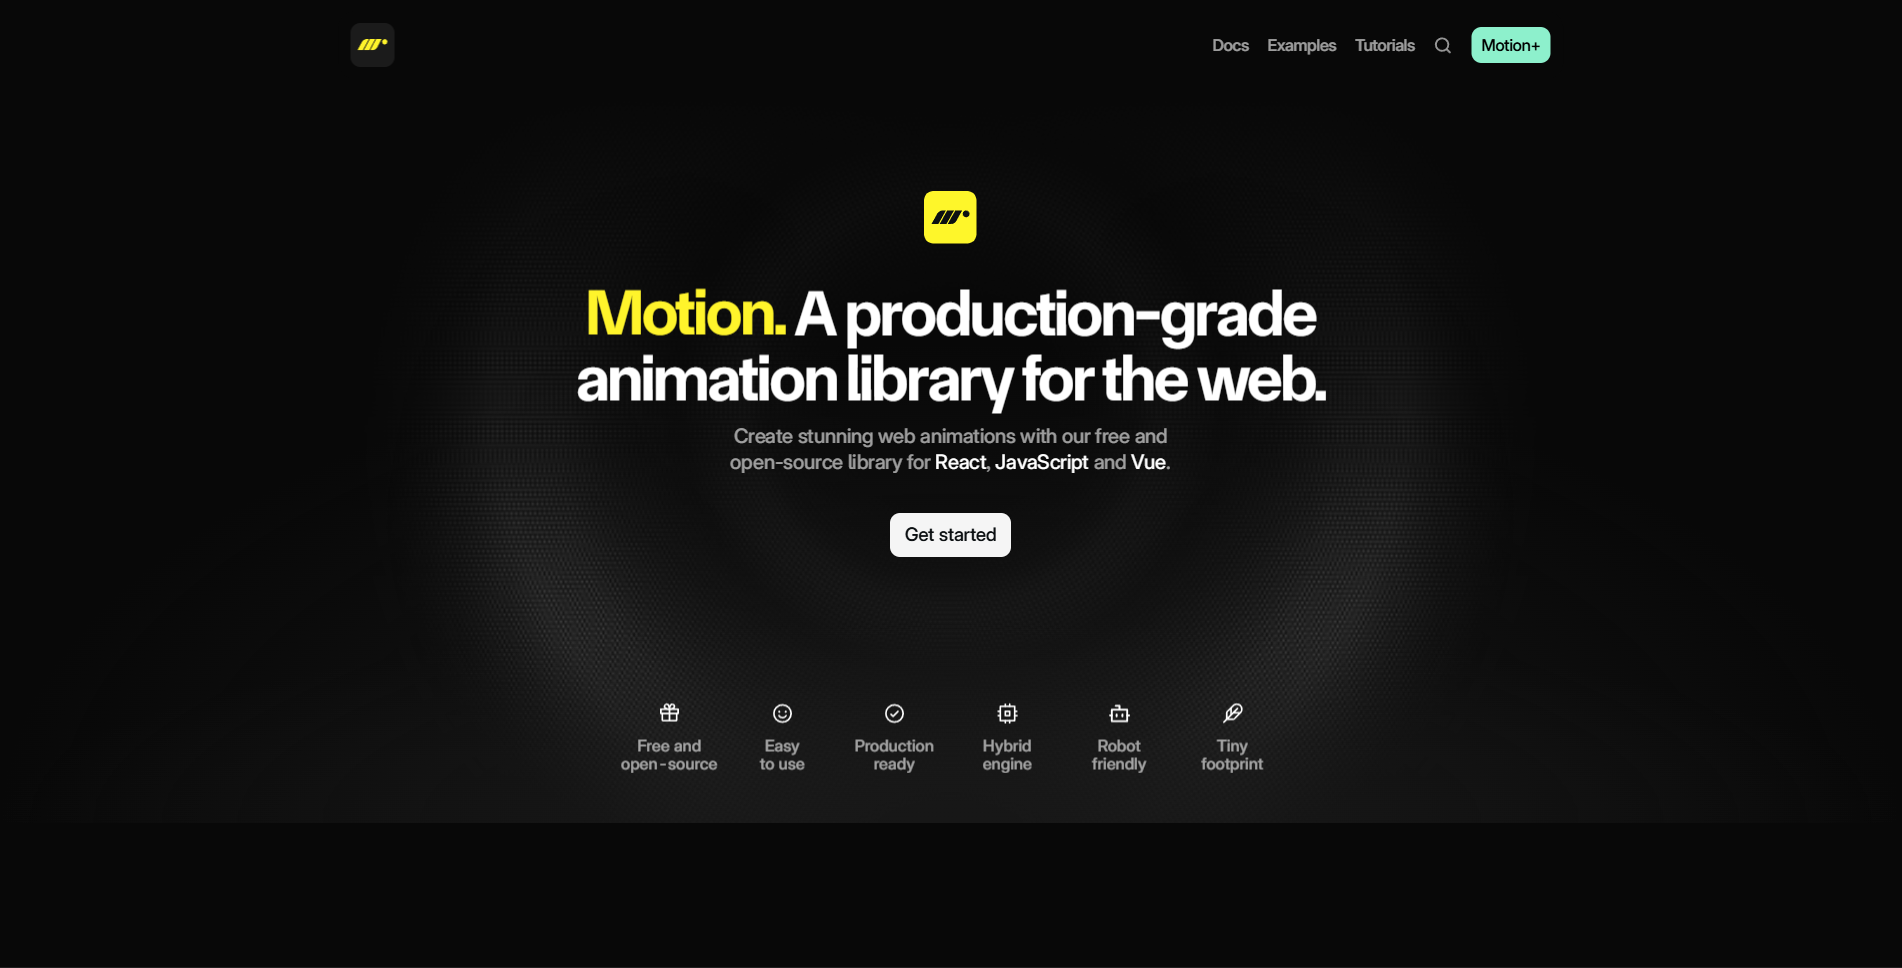 Docs Examples Tutorials Motion+
Motion. A production-grade
animation library for the web.
Create stunning web animations with our free and
open-source library for React, JavaScript and Vue.
Get started
Free and
open-source
Easy
to use
Production
ready
Hybrid
engine
Robot
friendly
Tiny
footprint